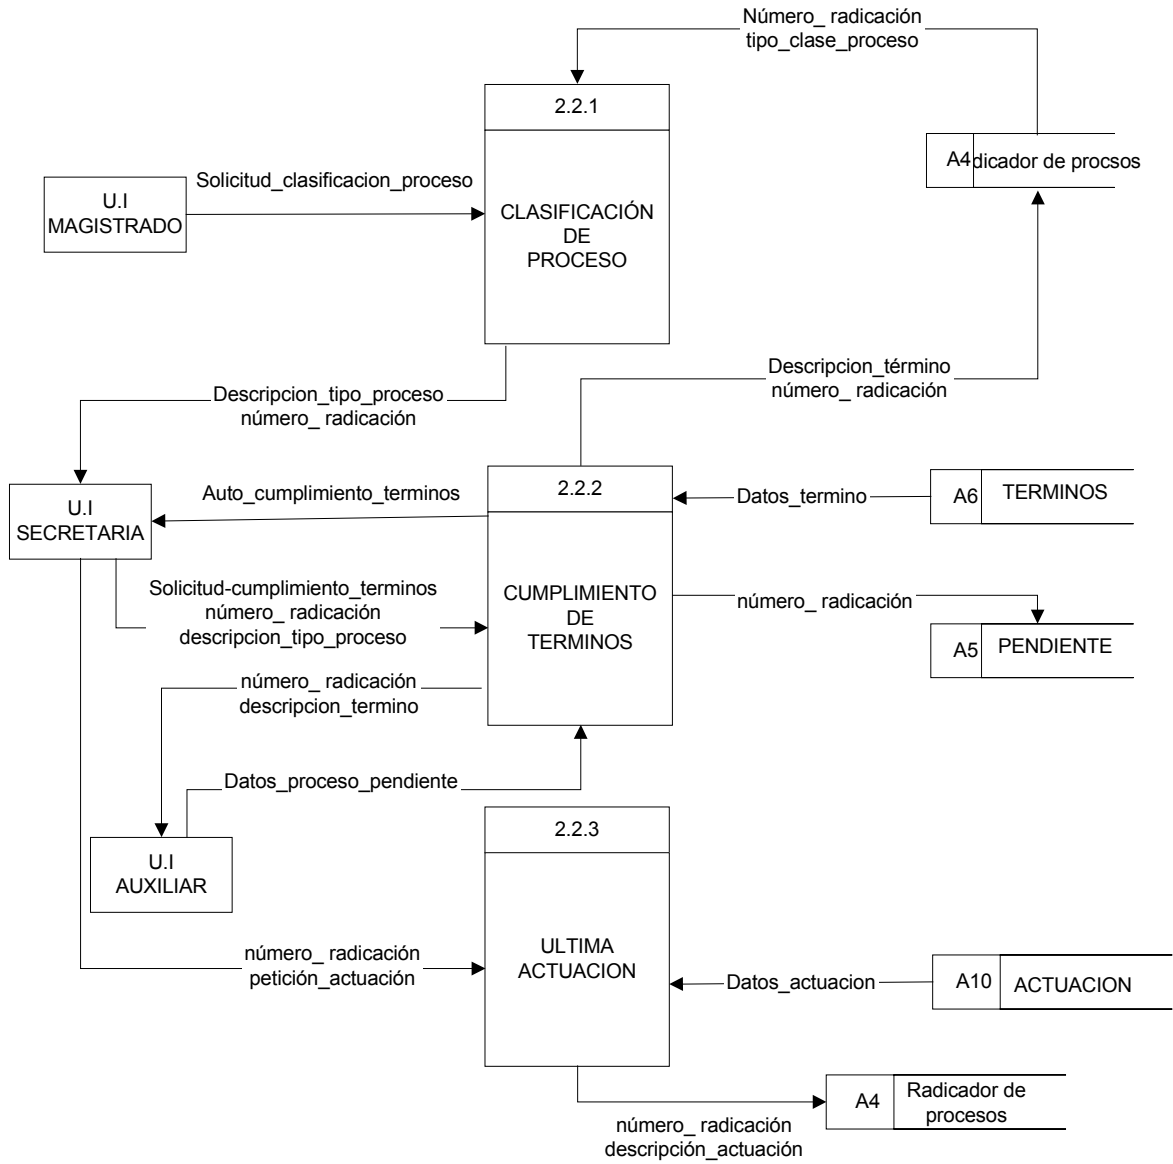 Número_ radicación
tipo_clase_proceso
2.2.1
A4
dicador de procsos
Solicitud_clasificacion_proceso
U.I
MAGISTRADO
CLASIFICACIÓN
DE
PROCESO
Descripcion_término
número_ radicación
Descripcion_tipo_proceso
número_ radicación
2.2.2
Auto_cumplimiento_terminos
Datos_termino
A6
TERMINOS
U.I
SECRETARIA
Solicitud-cumplimiento_terminos
número_ radicación
descripcion_tipo_proceso
CUMPLIMIENTO
DE
TERMINOS
número_ radicación
A5
PENDIENTE
número_ radicación
descripcion_termino
Datos_proceso_pendiente
2.2.3
U.I
AUXILIAR
número_ radicación
petición_actuación
ULTIMA
ACTUACION
Datos_actuacion
A10
ACTUACION
A4
Radicador de
procesos
número_ radicación
descripción_actuación